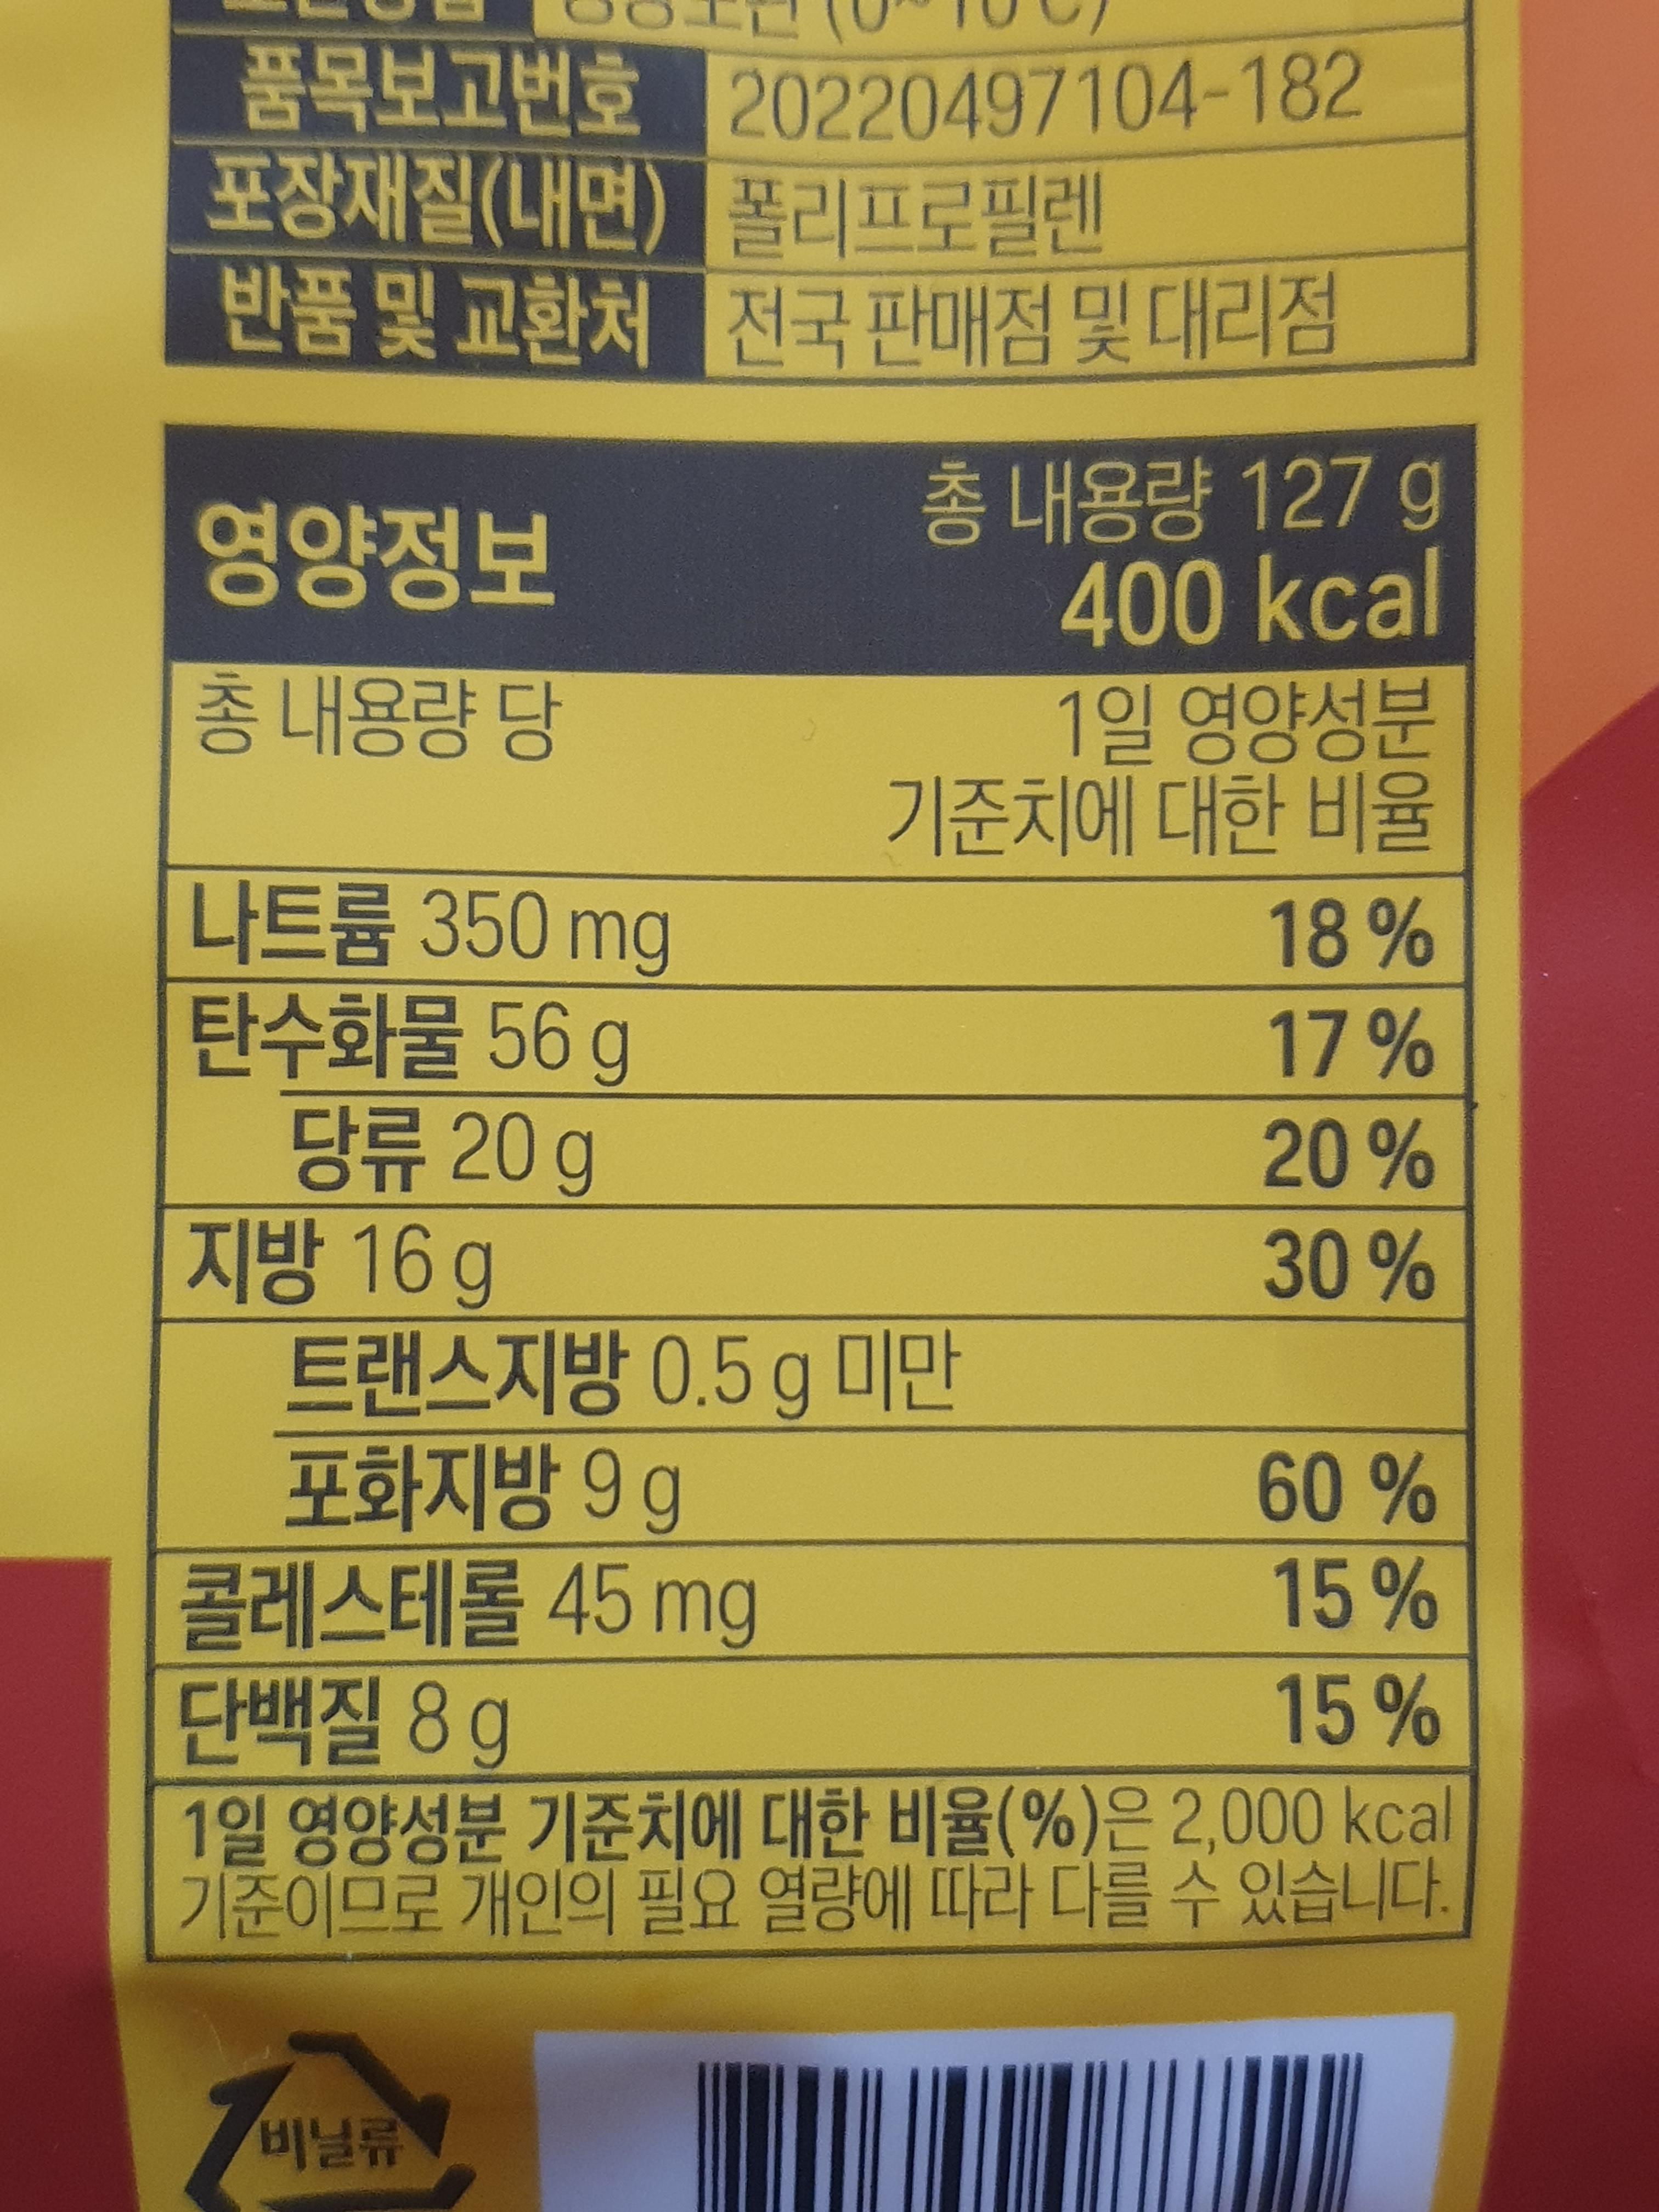 품목보고번호 20220497104-182
포장재질(내면) 폴리프로필렌
반품 및 교환처 전국 판매점 및 대리점
영양정보
총 내용량 127 g
400 kcal
총 내용량 당
1일 영양성분
기준치에 대한 비율
나트륨 350 mg 18 %
탄수화물 56 g 17 %
당류 20 g 20 %
지방 16 g 30 %
트랜스지방 0.5 g 미만
포화지방 9 g 60 %
콜레스테롤 45 mg 15 %
단백질 8 g 15 %
1일 영양성분 기준치에 대한 비율(%)은 2,000 kcal
기준이므로 개인의 필요 열량에 따라 다를 수 있습니다.
비닐류